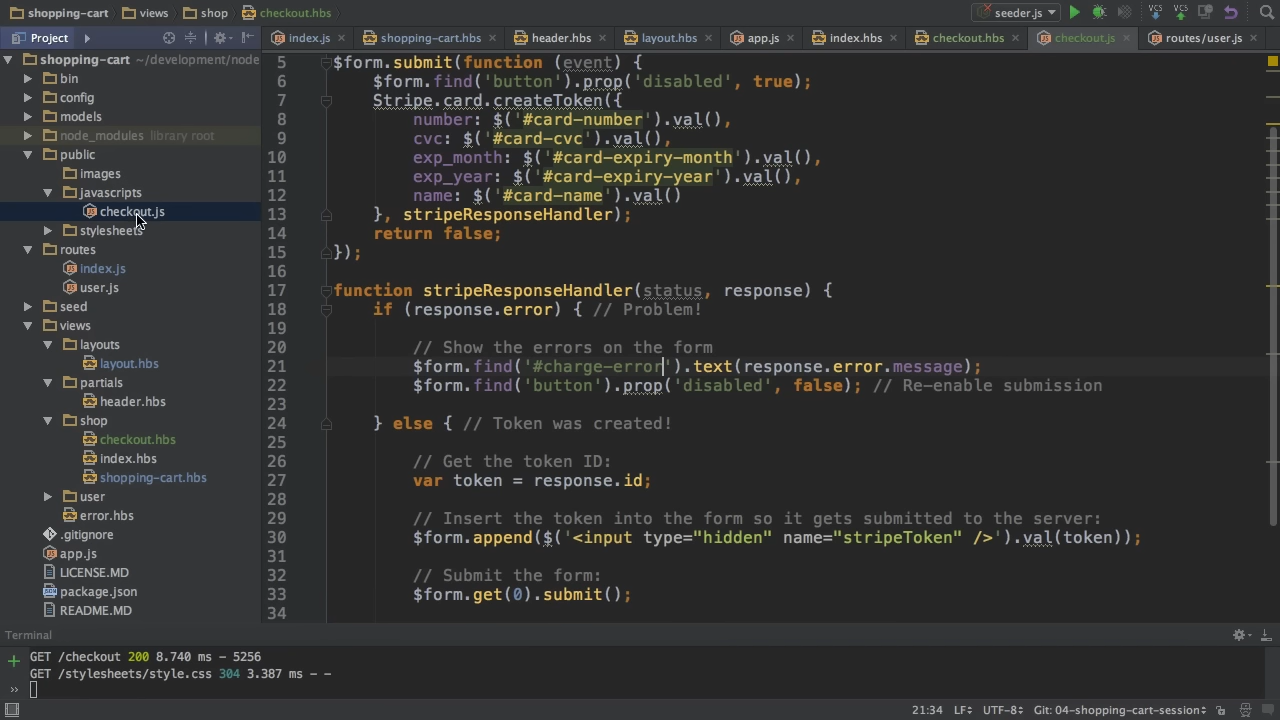 shopping-cart views shop checkout.hbs seeder.js VCS VCS
Project index.js shopping-cart.hbs header.hbs layout.hbs app.js index.hbs checkout.hbs checkout.js routes/user.js
shopping-cart ~/development/node
bin
config
models
node_modules library root
public
images
javascripts
checkout.js
stylesheets
routes
index.js
user.js
seed
views
layouts
layout.hbs
partials
header.hbs
shop
checkout.hbs
index.hbs
shopping-cart.hbs
user
error.hbs
.gitignore
app.js
LICENSE.MD
package.json
README.MD
5 $form.submit(function (event) {
6 $form.find('button').prop('disabled', true);
7 Stripe.card.createToken({
8 number: $('#card-number').val(),
9 cvc: $('#card-cvc').val(),
10 exp_month: $('#card-expiry-month').val(),
11 exp_year: $('#card-expiry-year').val(),
12 name: $('#card-name').val()
13 }, stripeResponseHandler);
14 return false;
15 });
16
17 function stripeResponseHandler(status, response) {
18 if (response.error) { // Problem!
19
20 // Show the errors on the form
21 $form.find('#charge-error').text(response.error.message);
22 $form.find('button').prop('disabled', false); // Re-enable submission
23
24 } else { // Token was created!
25
26 // Get the token ID:
27 var token = response.id;
28
29 // Insert the token into the form so it gets submitted to the server:
30 $form.append($('<input type="hidden" name="stripeToken" />').val(token));
31
32 // Submit the form:
33 $form.get(0).submit();
34
Terminal
GET /checkout 200 8.740 ms - 5256
GET /stylesheets/style.css 304 3.387 ms - -
21:34 LF UTF-8 Git: 04-shopping-cart-session